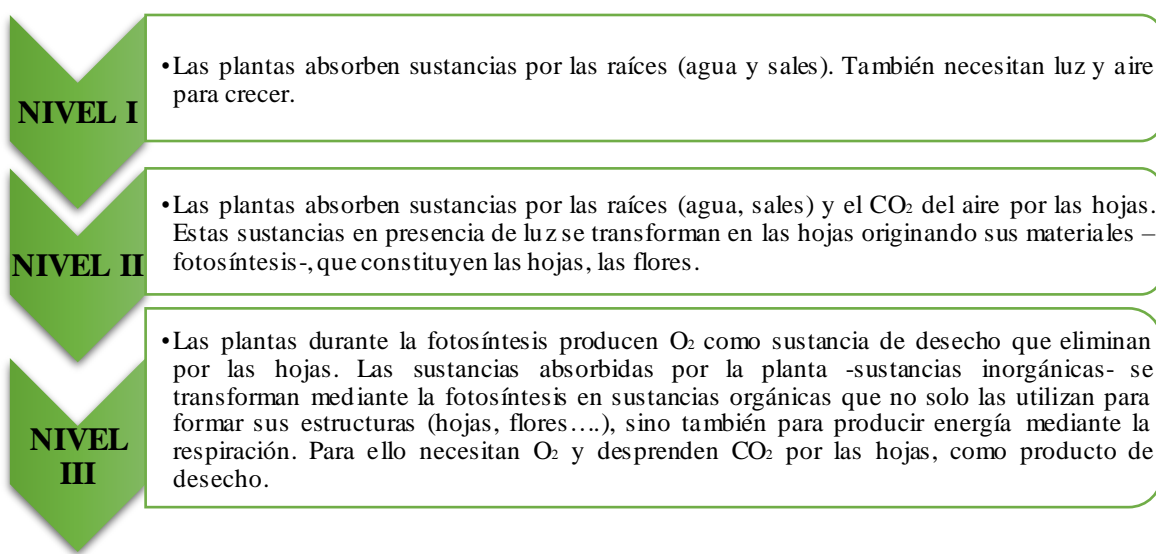 NIVEL I
•Las plantas absorben sustancias por las raíces (agua y sales). También necesitan luz y aire
para crecer.
NIVEL II
•Las plantas absorben sustancias por las raíces (agua, sales) y el CO₂ del aire por las hojas.
Estas sustancias en presencia de luz se transforman en las hojas originando sus materiales –
fotosíntesis-, que constituyen las hojas, las flores.
NIVEL
III
•Las plantas durante la fotosíntesis producen O₂ como sustancia de desecho que eliminan
por las hojas. Las sustancias absorbidas por la planta -sustancias inorgánicas- se
transforman mediante la fotosíntesis en sustancias orgánicas que no solo las utilizan para
formar sus estructuras (hojas, flores….), sino también para producir energía mediante la
respiración. Para ello necesitan O₂ y desprenden CO₂ por las hojas, como producto de
desecho.